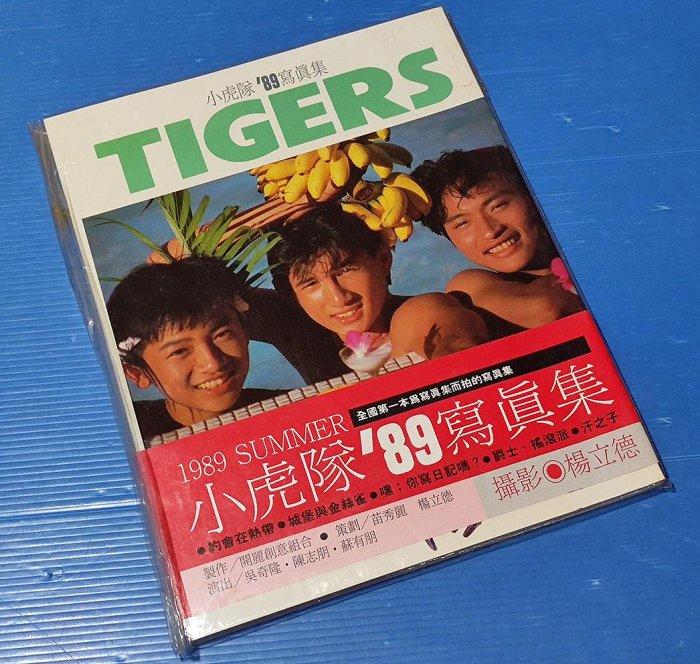 小虎隊'89寫眞集
TIGERS
全國第一本爲寫眞集而拍的寫眞集
1989 SUMMER
小虎隊'89寫眞集
●約會在熱帶●城堡與金絲雀●嘿；你寫日記嗎？●爵士、搖滾派●汗之子
攝影◉楊立德
製作／開麗創意組合 ● 策劃／苗秀麗 楊立德
演出／吳奇隆・陳志朋・蘇有朋